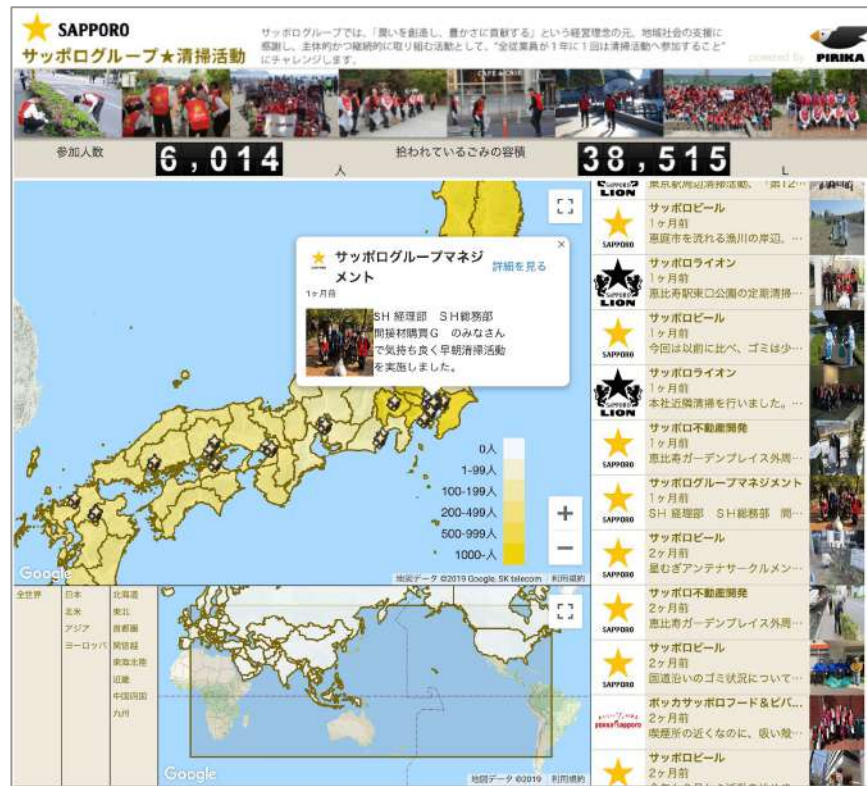 SAPPORO
サッポログループ★清掃活動
サッポログループでは、「潤いを創造し、豊かさに貢献する」という経営理念の元、地域社会の支援に
感謝し、主体的かつ継続的に取り組む活動として、"全従業員が1年に1回は清掃活動へ参加すること"
にチャレンジします。
powered by
PIRIKA
参加人数
6,014
人
拾われているごみの容積
38,515
L
サッポログループマネジ
メント
詳細を見る
1ヶ月前
SH 経理部 SH総務部
間接材購買G のみなさん
で気持ち良く早朝清掃活動
を実施しました。
0人
1-99人
100-199人
200-499人
500-999人
1000-人
Google
地図データ ©2019 Google, SK telecom
利用規約
SAPPORO
LION
東京駅周辺清掃活動、「第12…
SAPPORO
サッポロビール
1ヶ月前
恵庭市を流れる漁川の岸辺、…
SAPPORO
LION
サッポロライオン
1ヶ月前
恵比寿駅東口公園の定期清掃…
SAPPORO
サッポロビール
1ヶ月前
今回は以前に比べ、ゴミは少…
SAPPORO
LION
サッポロライオン
1ヶ月前
本社近隣清掃を行いました。…
SAPPORO
サッポロ不動産開発
1ヶ月前
恵比寿ガーデンプレイス外周…
SAPPORO
サッポログループマネジメント
1ヶ月前
SH 経理部 SH総務部 間…
SAPPORO
サッポロビール
2ヶ月前
星むぎアンテナサークルメン…
SAPPORO
サッポロ不動産開発
2ヶ月前
恵比寿ガーデンプレイス外周…
SAPPORO
サッポロビール
2ヶ月前
国道沿いのゴミ状況について…
pokka sapporo
ポッカサッポロフード＆ビバ…
2ヶ月前
喫煙所の近くなのに、吸い殻…
サッポロビール
2ヶ月前
全世界
日本
北米
アジア
ヨーロッパ
北海道
東北
首都圏
関信越
東海北陸
近畿
中国四国
九州
Google
地図データ ©2019
利用規約